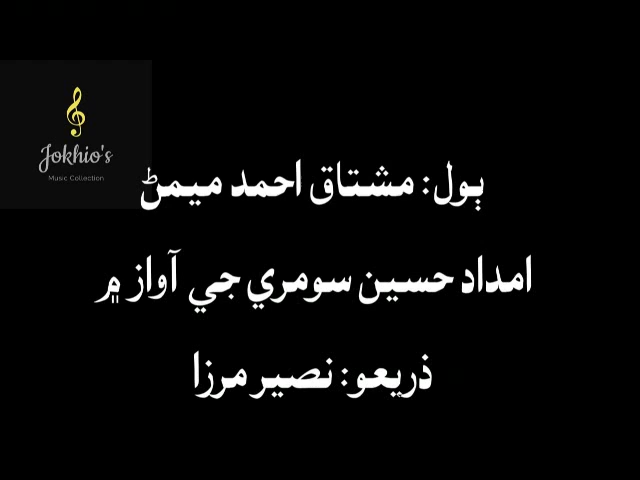 Jokhio's
Music Collection
ٻول: مشتاق احمد ميمڻ
امداد حسين سومري جي آواز ۾
ذريعو: نصير مرزا